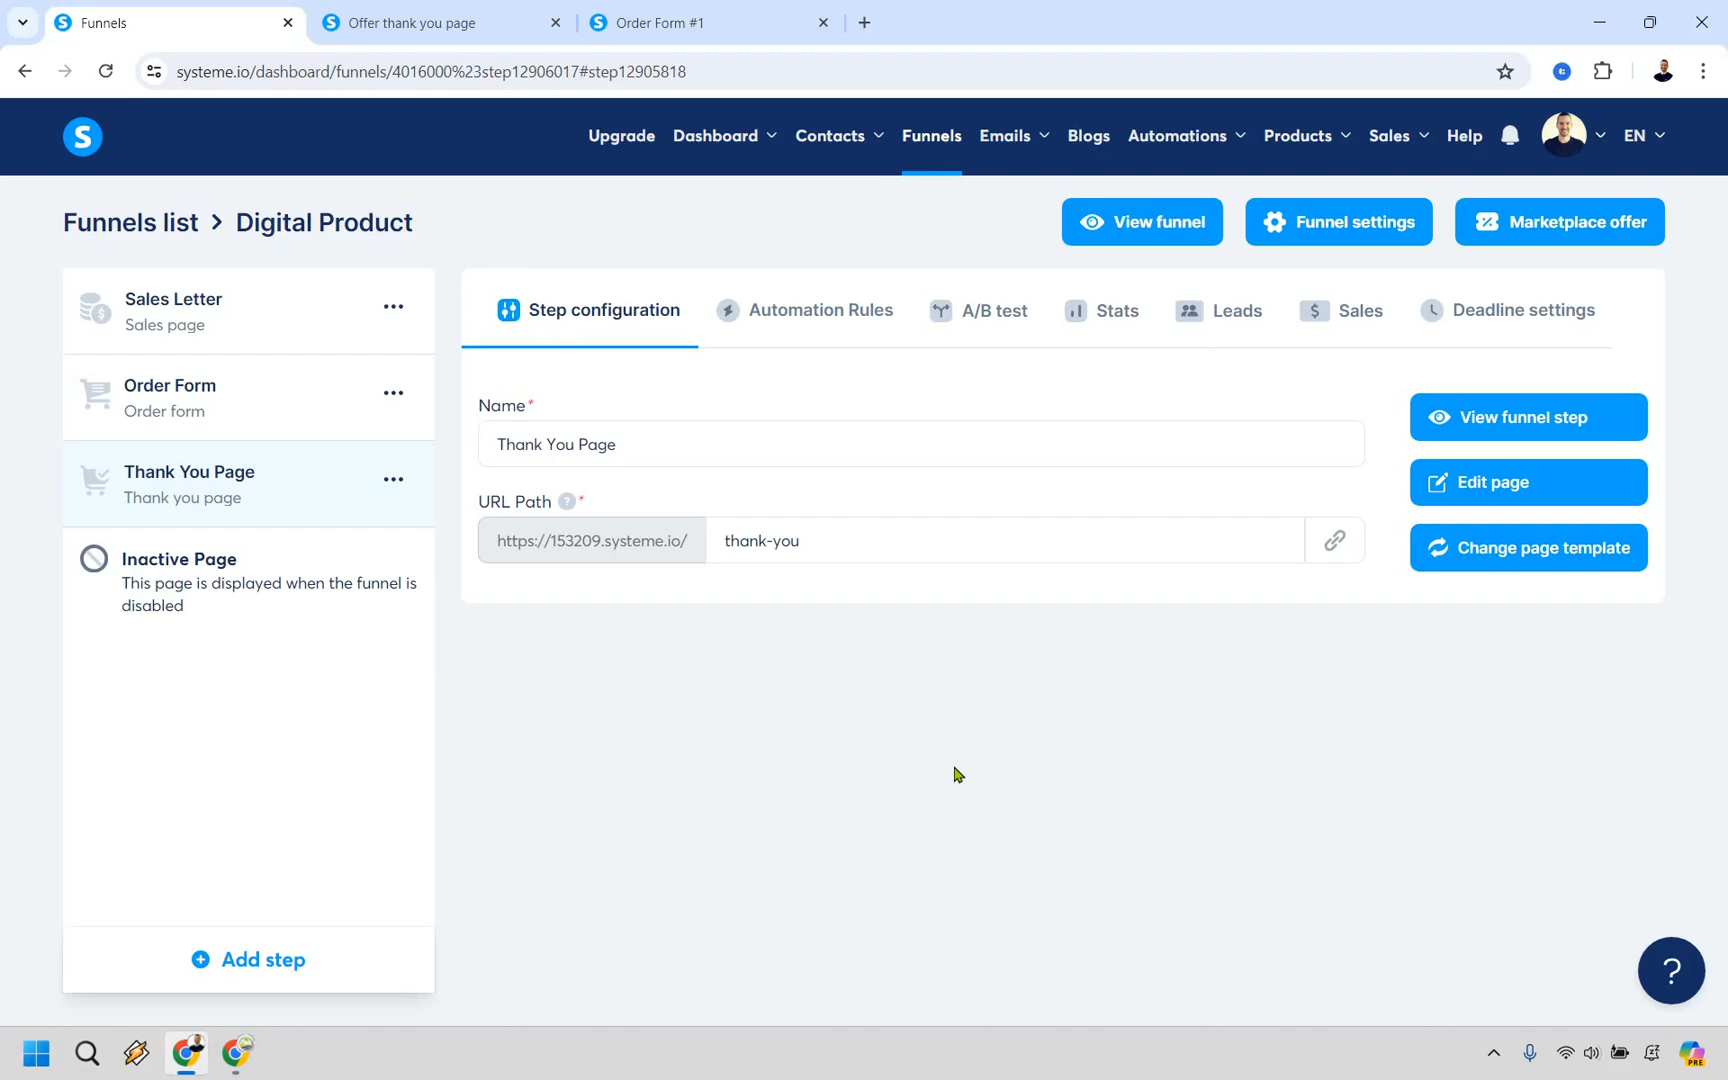 Funnels
Offer thank you page
Order Form #1
systeme.io/dashboard/funnels/4016000%23step12906017#step12905818
S
Upgrade
Dashboard
Contacts
Funnels
Emails
Blogs
Automations
Products
Sales
Help
EN
Funnels list > Digital Product
View funnel
Funnel settings
Marketplace offer
Sales Letter
Sales page
Order Form
Order form
Thank You Page
Thank you page
Inactive Page
This page is displayed when the funnel is
disabled
Add step
Step configuration
Automation Rules
A/B test
Stats
Leads
Sales
Deadline settings
Name*
Thank You Page
URL Path ? *
https://153209.systeme.io/
thank-you
View funnel step
Edit page
Change page template
?
PRE